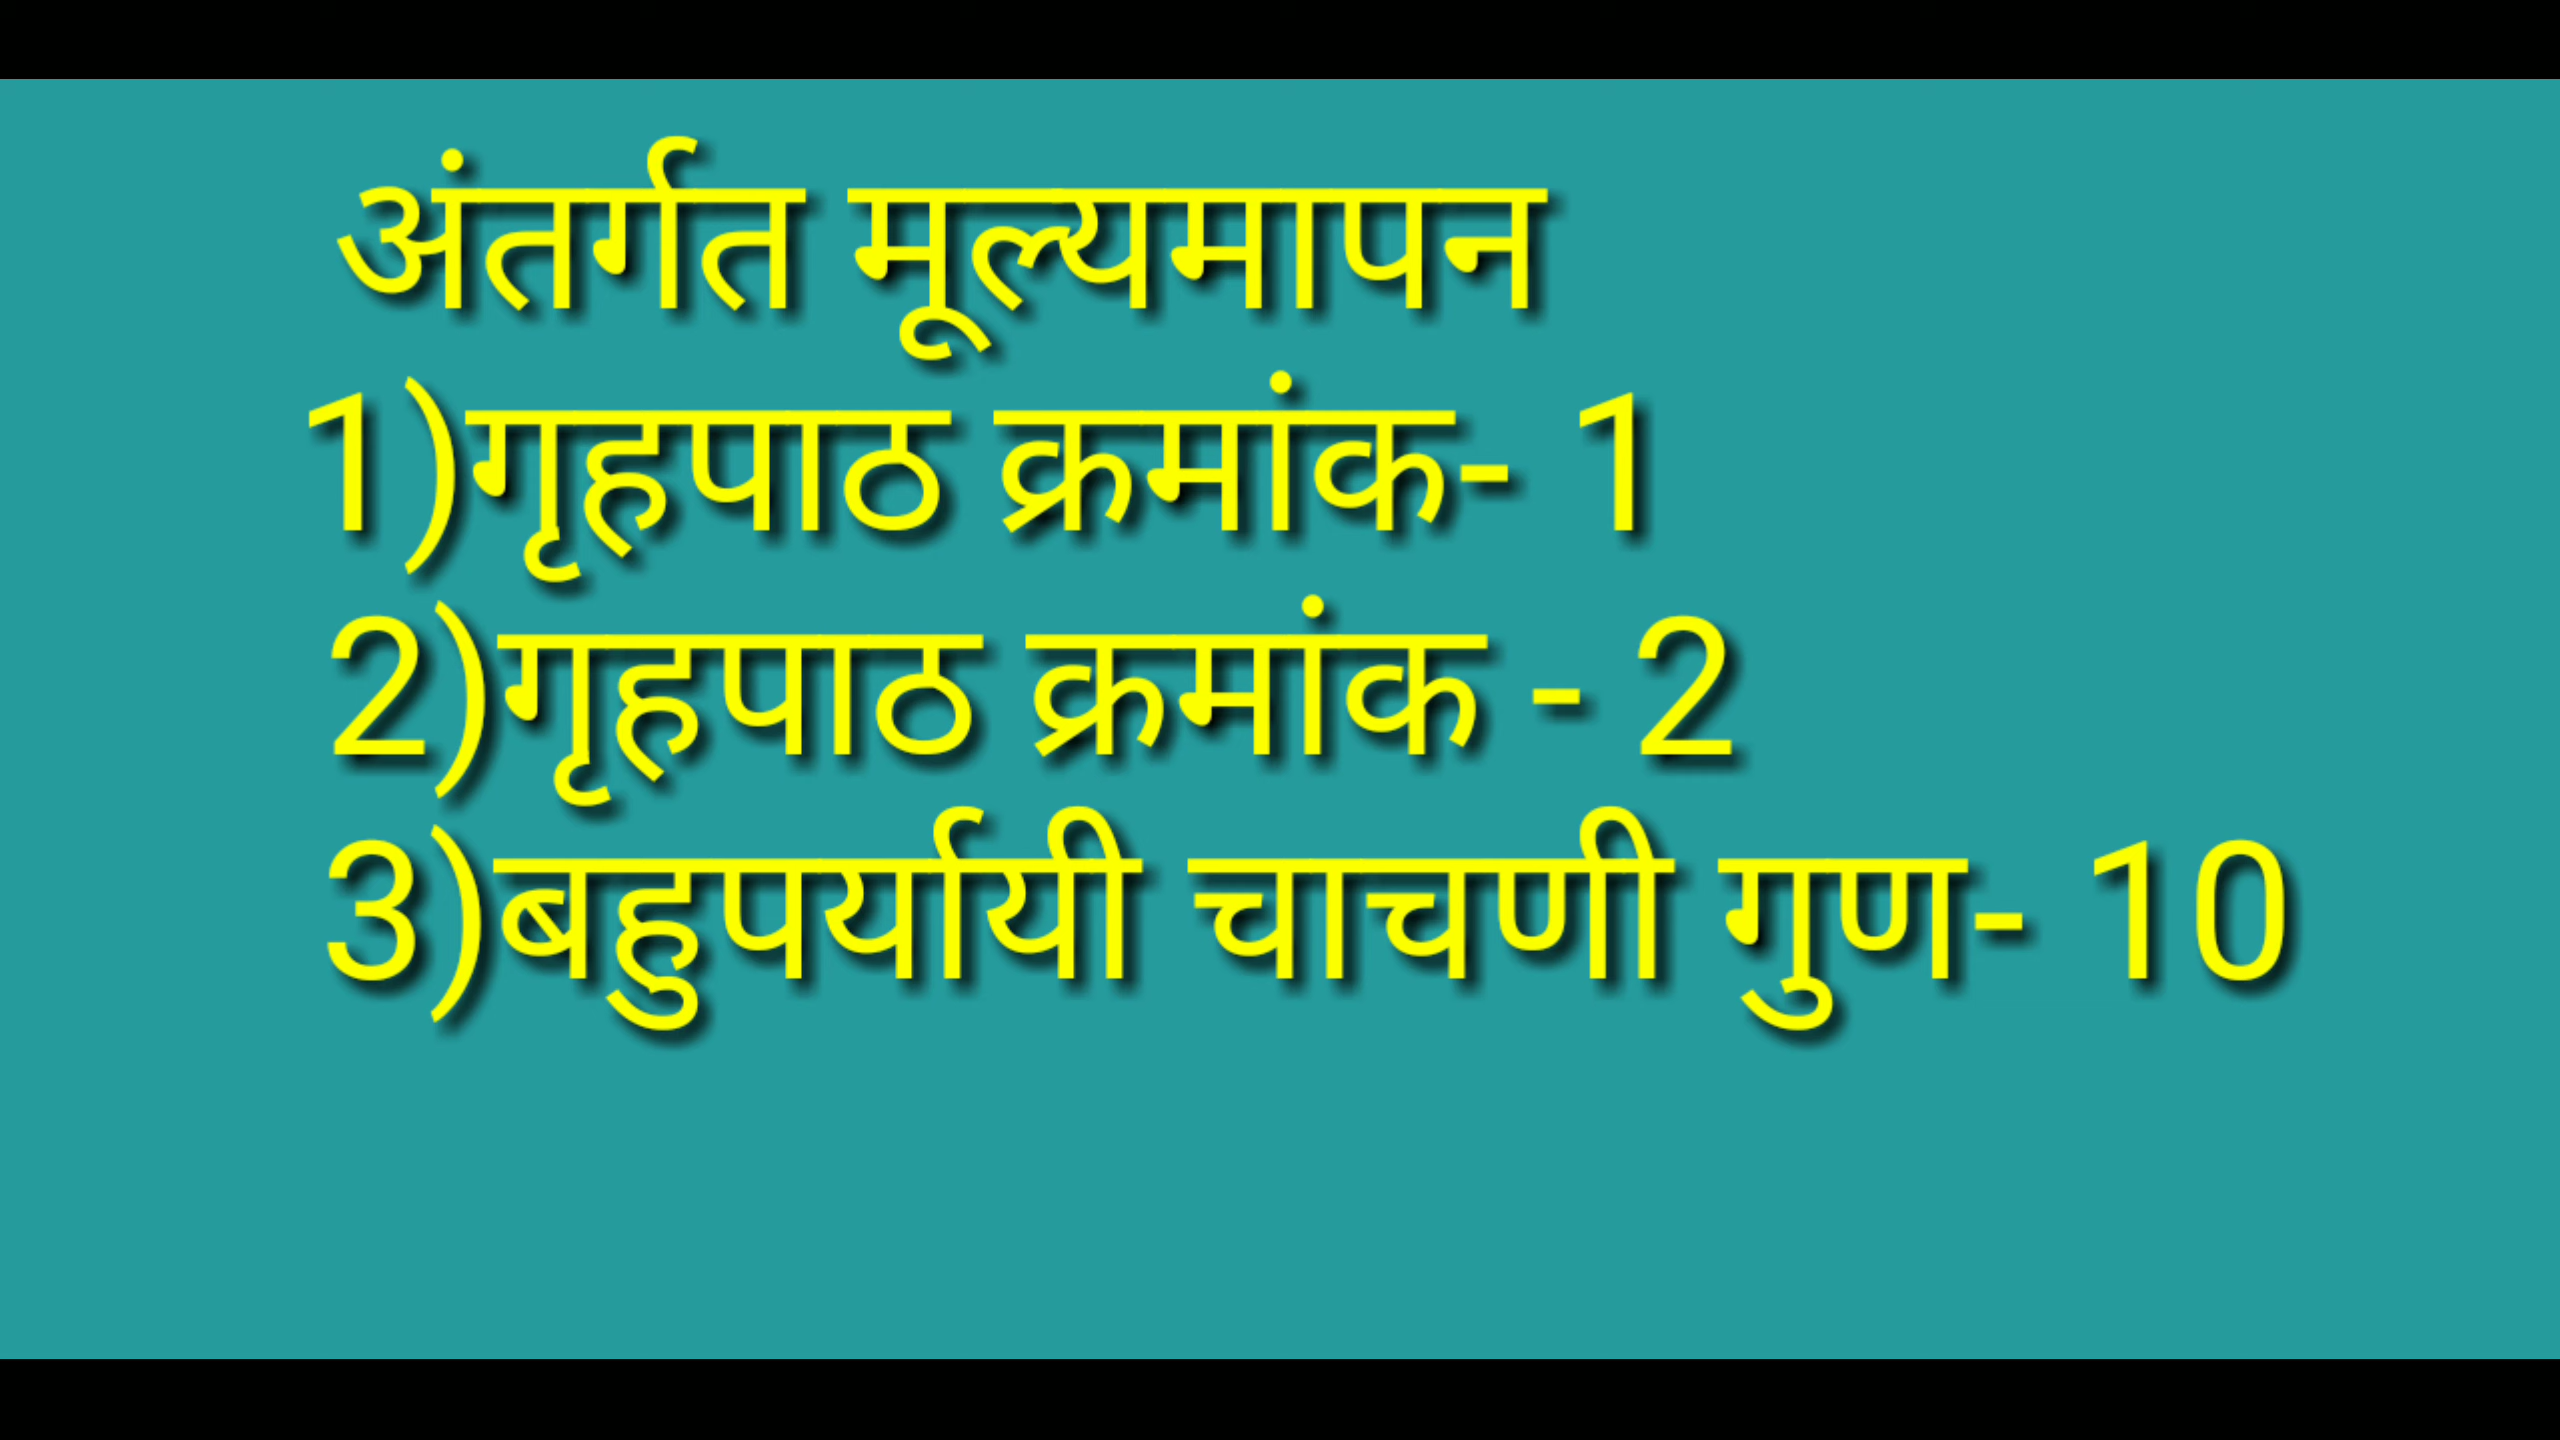 अंतर्गत मूल्यमापन
1)गृहपाठ क्रमांक- 1
2)गृहपाठ क्रमांक - 2
3)बहुपर्यायी चाचणी गुण- 10